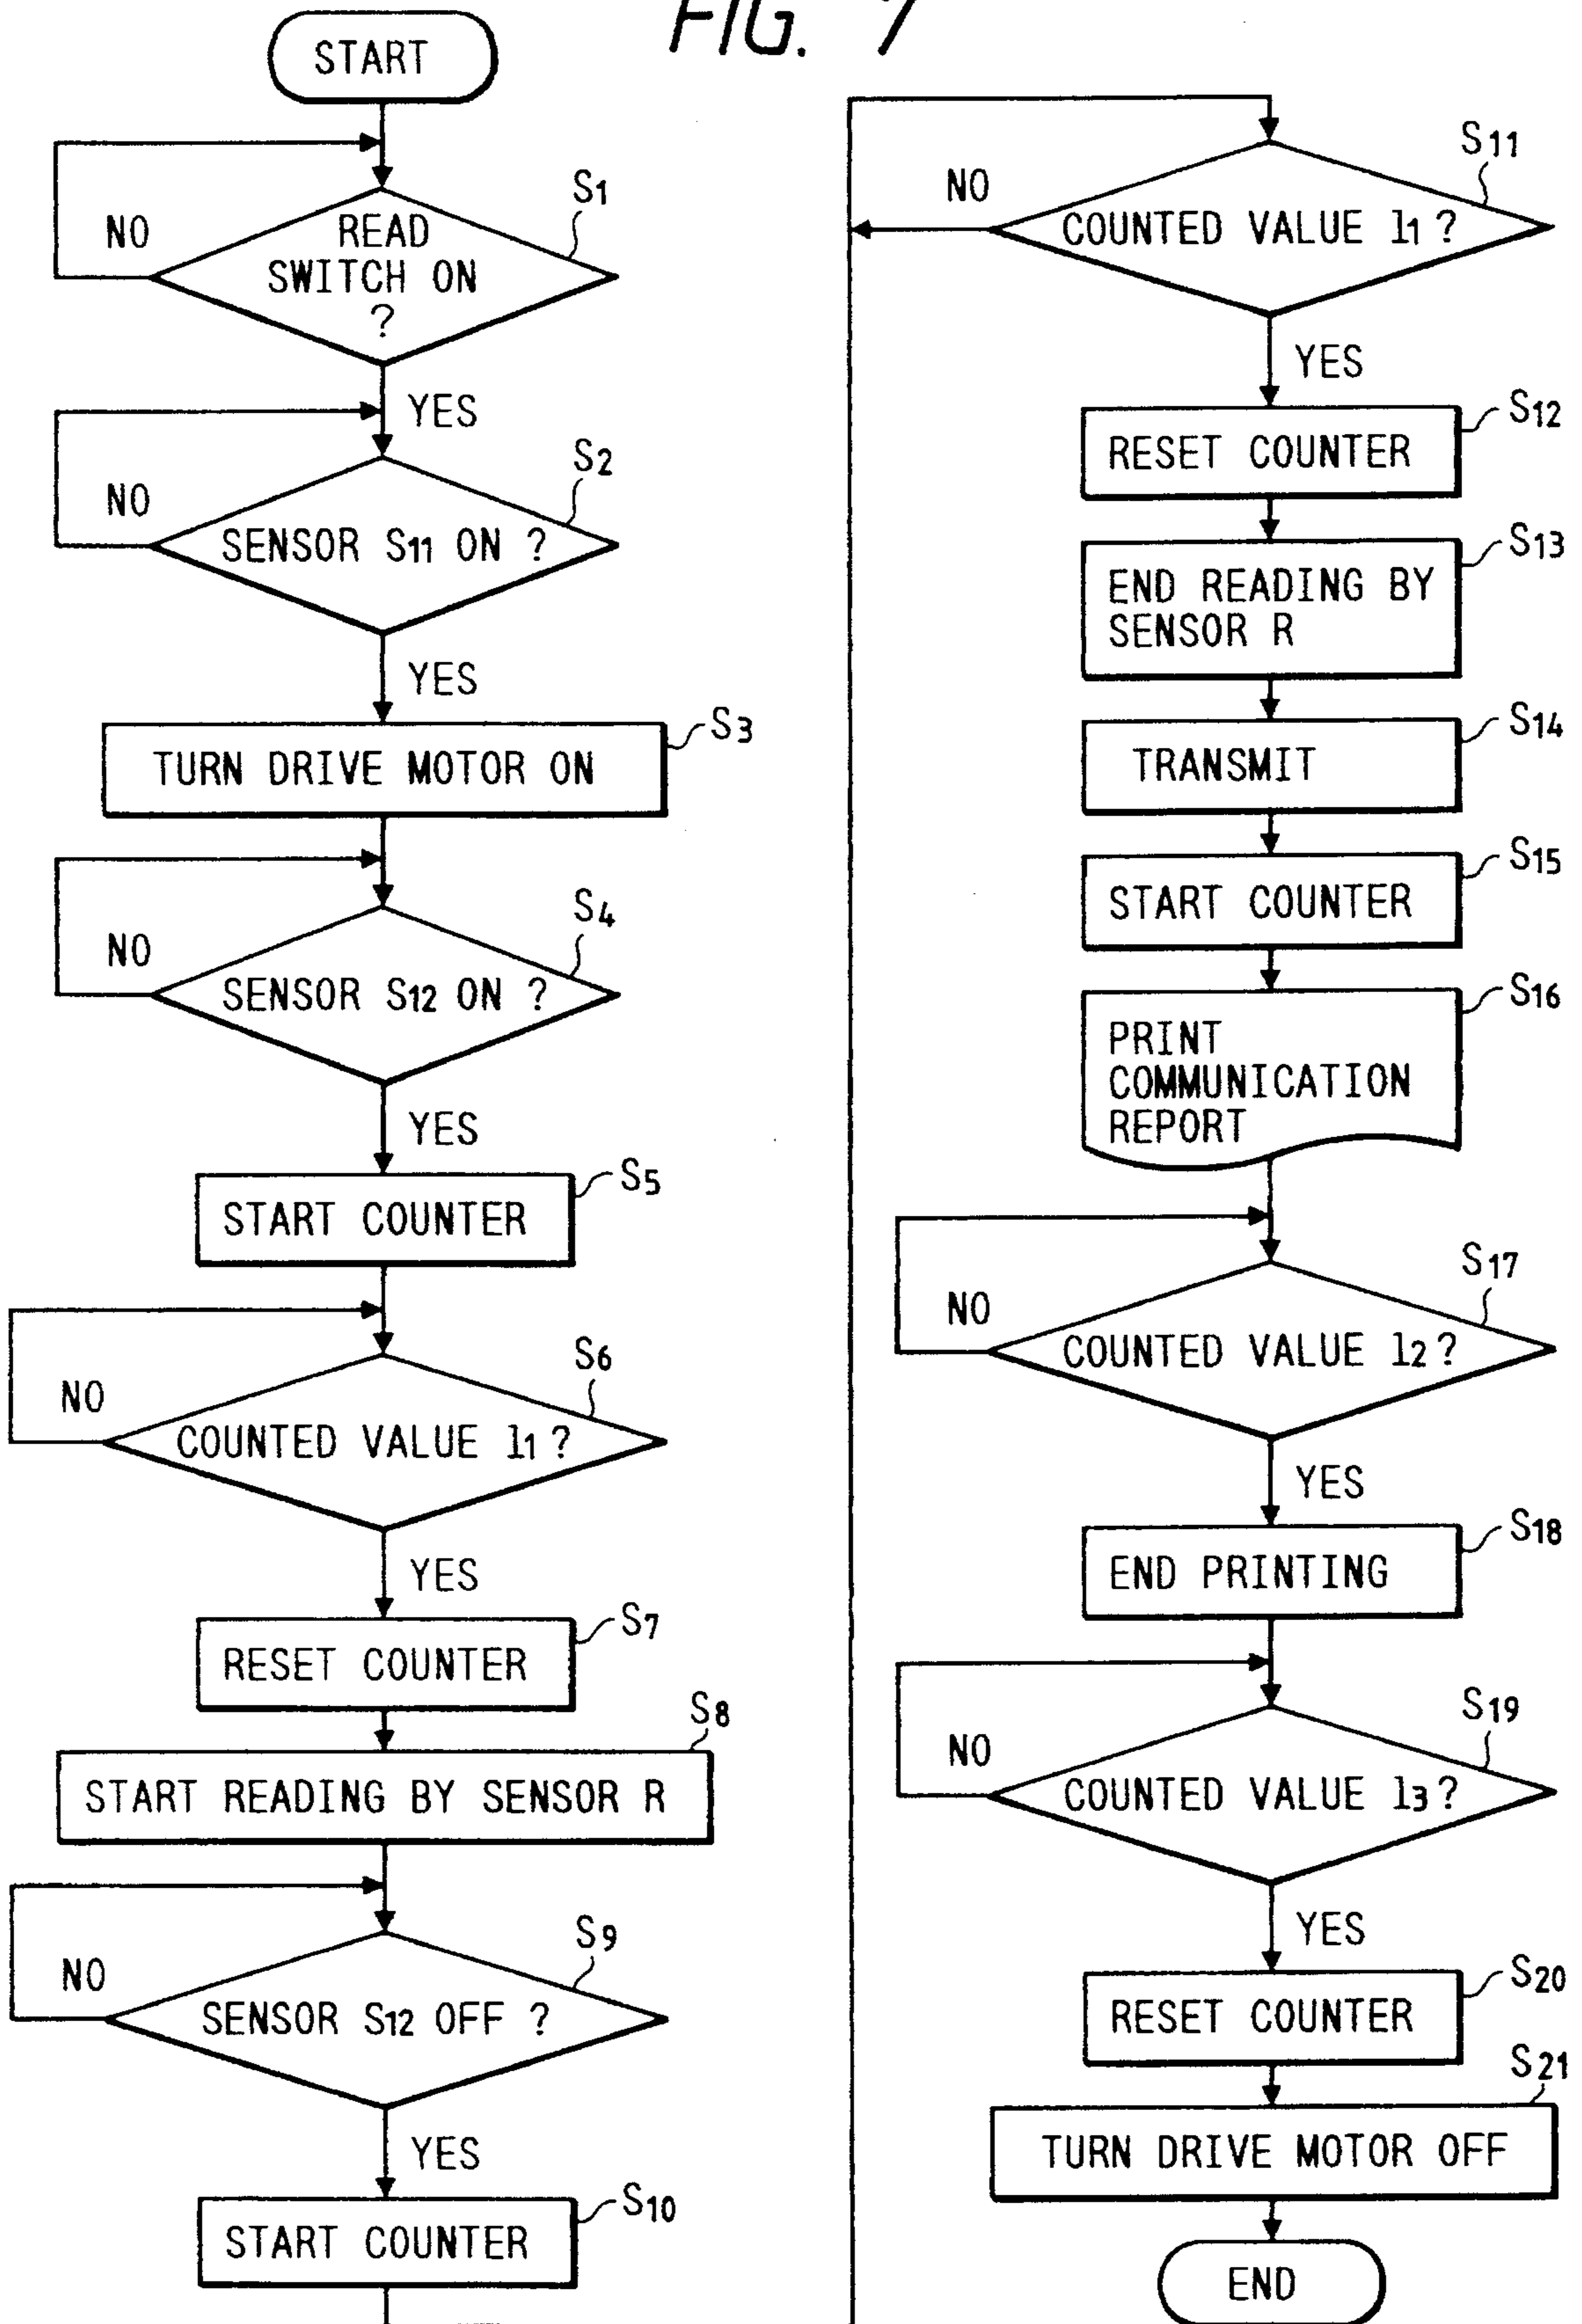 FIG. 7
START
S1
NO
READ
SWITCH ON
?
YES
S2
NO
SENSOR S11 ON ?
YES
S3
TURN DRIVE MOTOR ON
S4
NO
SENSOR S12 ON ?
YES
S5
START COUNTER
S6
NO
COUNTED VALUE l1 ?
YES
S7
RESET COUNTER
S8
START READING BY SENSOR R
S9
NO
SENSOR S12 OFF ?
YES
S10
START COUNTER
S11
NO
COUNTED VALUE l1 ?
YES
S12
RESET COUNTER
S13
END READING BY
SENSOR R
S14
TRANSMIT
S15
START COUNTER
S16
PRINT
COMMUNICATION
REPORT
S17
NO
COUNTED VALUE l2 ?
YES
S18
END PRINTING
S19
NO
COUNTED VALUE l3 ?
YES
S20
RESET COUNTER
S21
TURN DRIVE MOTOR OFF
END